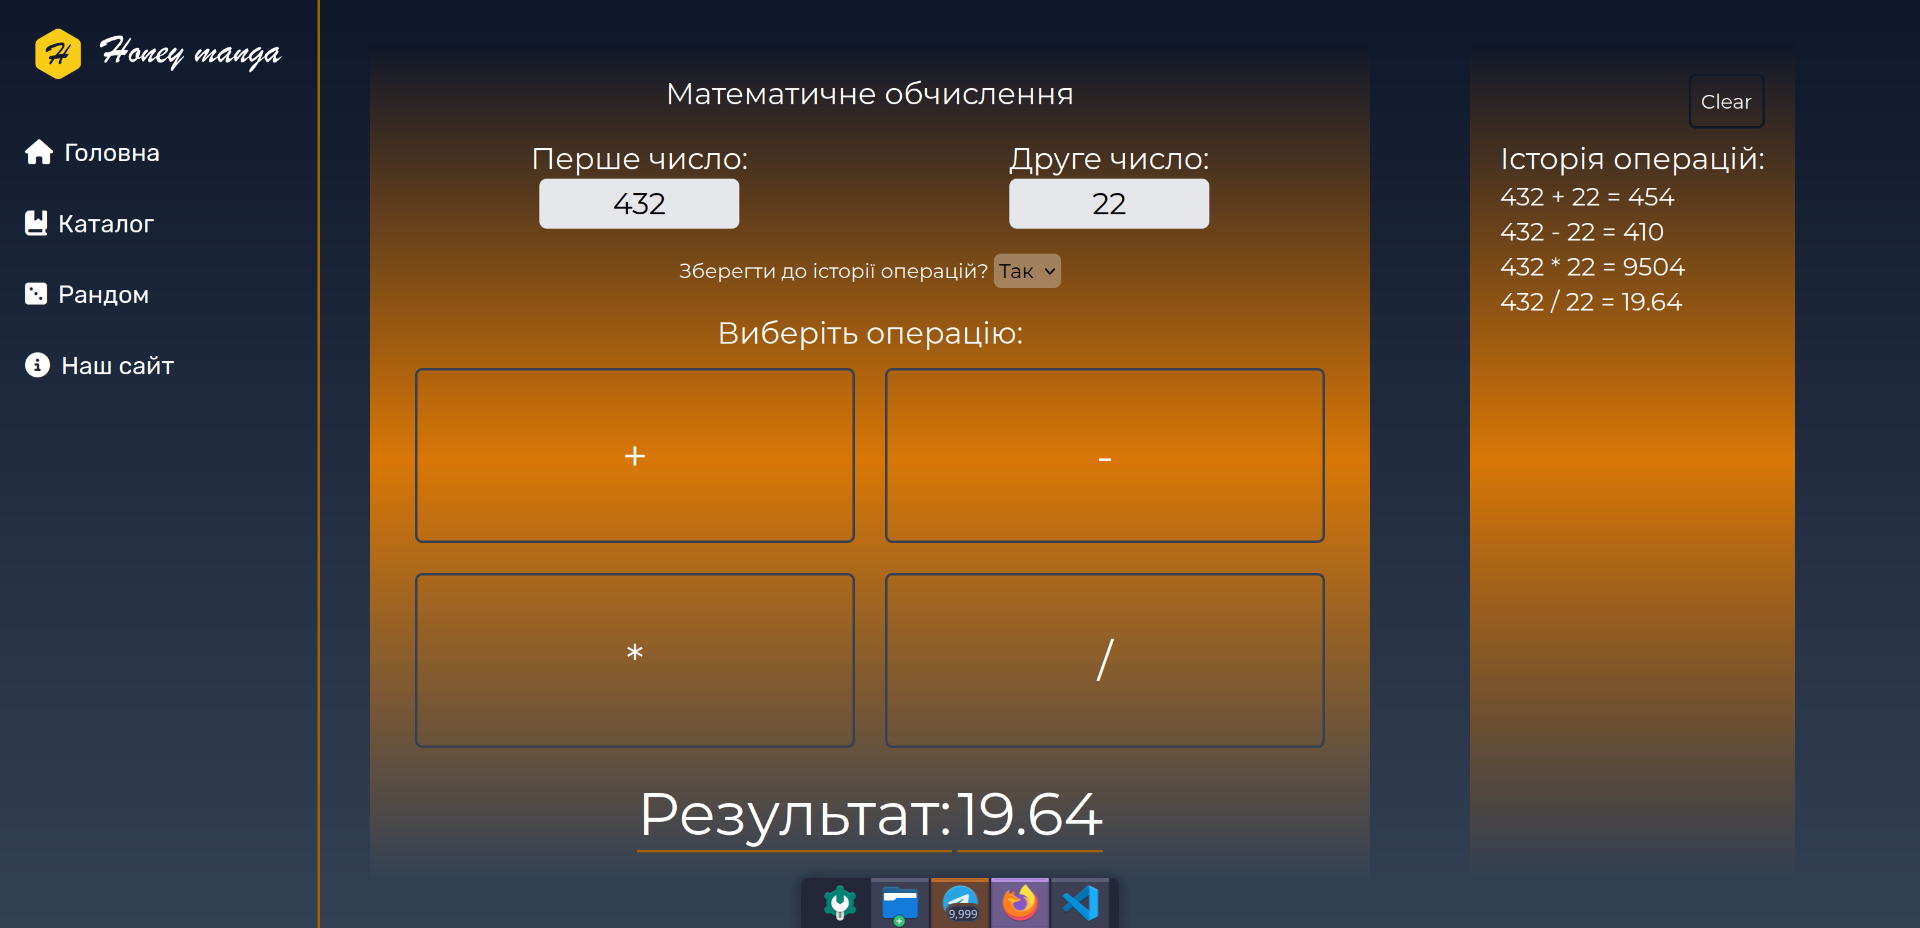 Honey manga
Головна
Каталог
Рандом
Наш сайт
Математичне обчислення
Перше число:
432
Друге число:
22
Зберегти до історії операцій? Так
Виберіть операцію:
+
-
*
/
Результат: 19.64
Clear
Історія операцій:
432 + 22 = 454
432 - 22 = 410
432 * 22 = 9504
432 / 22 = 19.64
9,999